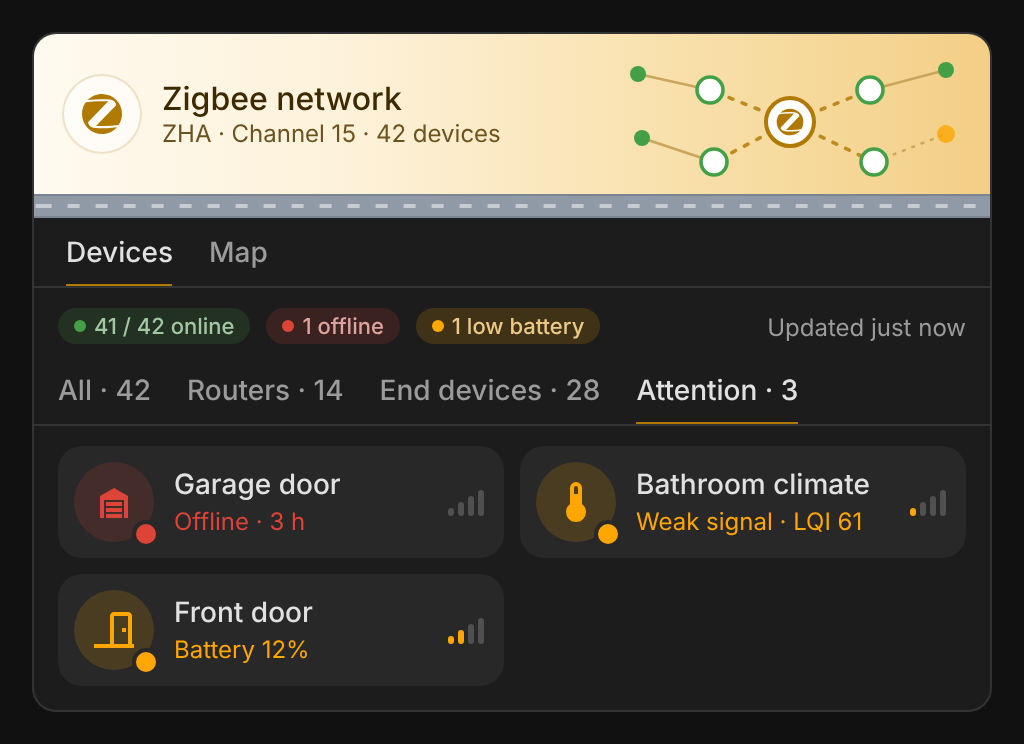 Zigbee network
ZHA · Channel 15 · 42 devices
Devices Map
41 / 42 online 1 offline 1 low battery Updated just now
All · 42 Routers · 14 End devices · 28 Attention · 3
Garage door
Offline · 3 h
Bathroom climate
Weak signal · LQI 61
Front door
Battery 12%